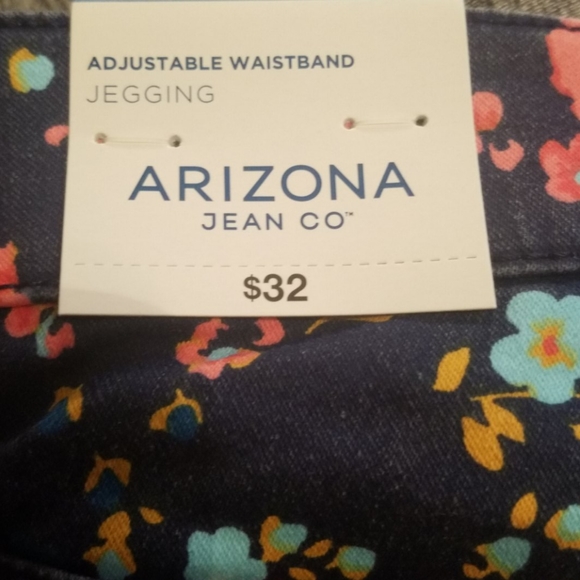 ADJUSTABLE WAISTBAND
JEGGING
ARIZONA
JEAN CO™
$32